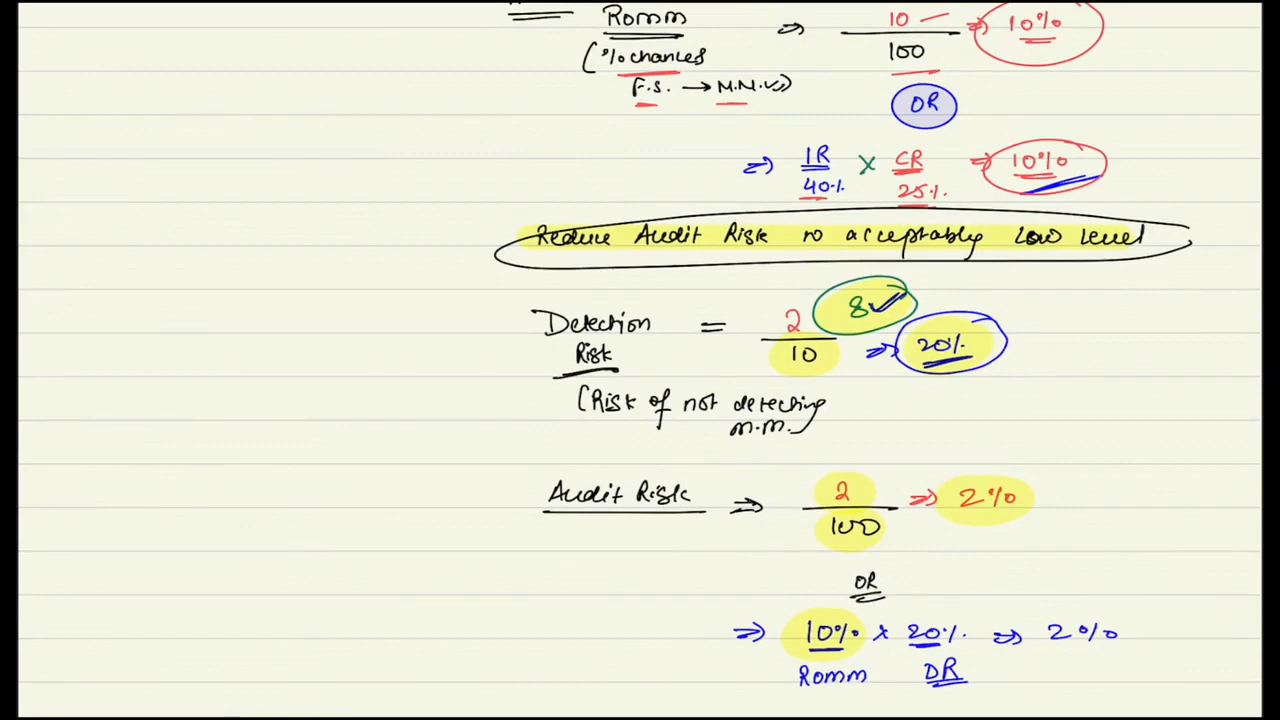 Romm ⇒ 10 / 100 ⇒ 10%
(% chances
F.S. → M.M.
OR
⇒ IR × CR ⇒ 10%
40% 25%
Reduce Audit Risk to acceptably low level
Detection = 2 8✓
Risk 10 ⇒ 20%
(Risk of not detecting
m.m.)
Audit Risk ⇒ 2 / 100 ⇒ 2%
OR
⇒ 10% × 20% ⇒ 2%
Romm DR